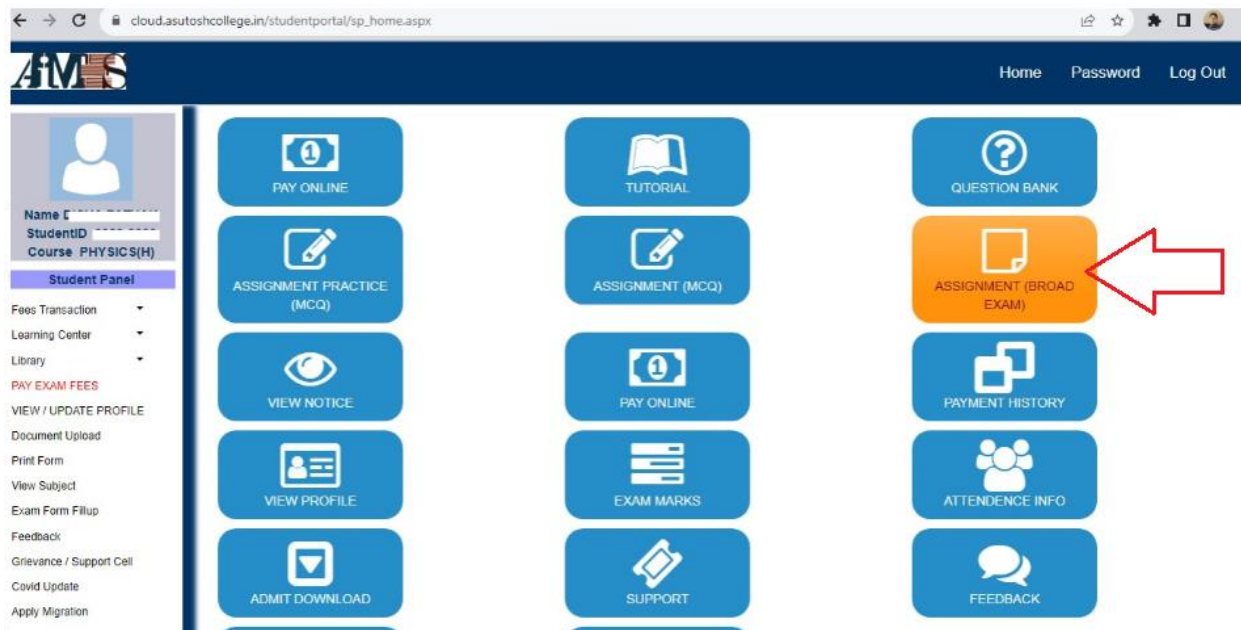 cloud.asutoshcollege.in/studentportal/sp_home.aspx
AiMS
Home Password Log Out
Name
StudentID
Course PHYSICS(H)
Student Panel
Fees Transaction
Learning Center
Library
PAY EXAM FEES
VIEW / UPDATE PROFILE
Document Upload
Print Form
View Subject
Exam Form Fillup
Feedback
Grievance / Support Cell
Covid Update
Apply Migration
PAY ONLINE
TUTORIAL
QUESTION BANK
ASSIGNMENT PRACTICE
(MCQ)
ASSIGNMENT (MCQ)
ASSIGNMENT (BROAD
EXAM)
VIEW NOTICE
PAY ONLINE
PAYMENT HISTORY
VIEW PROFILE
EXAM MARKS
ATTENDENCE INFO
ADMIT DOWNLOAD
SUPPORT
FEEDBACK